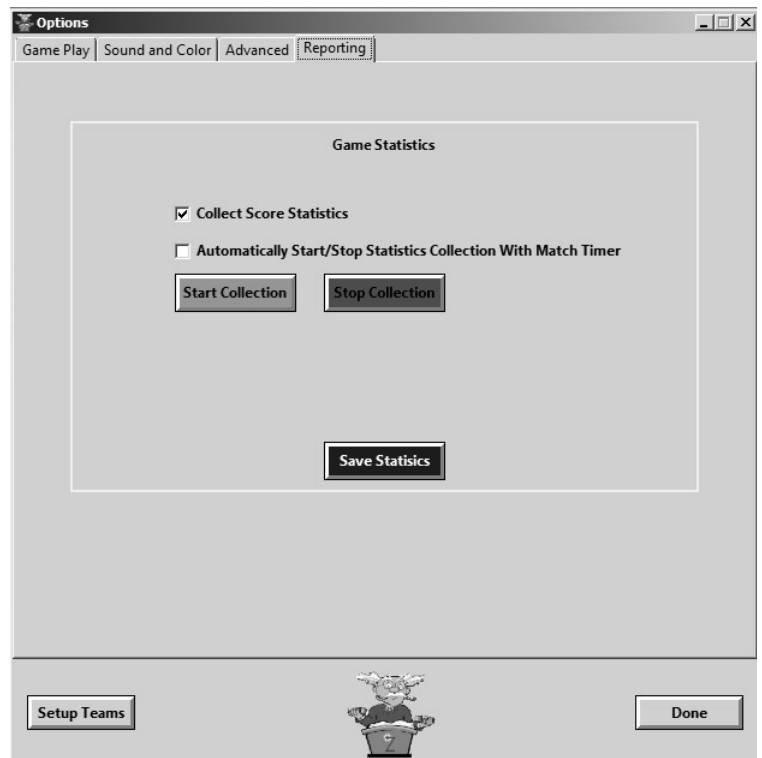 Options
Game Play Sound and Color Advanced Reporting
Game Statistics
Collect Score Statistics
Automatically Start/Stop Statistics Collection With Match Timer
Start Collection Stop Collection
Save Statisics
Setup Teams Done
Z